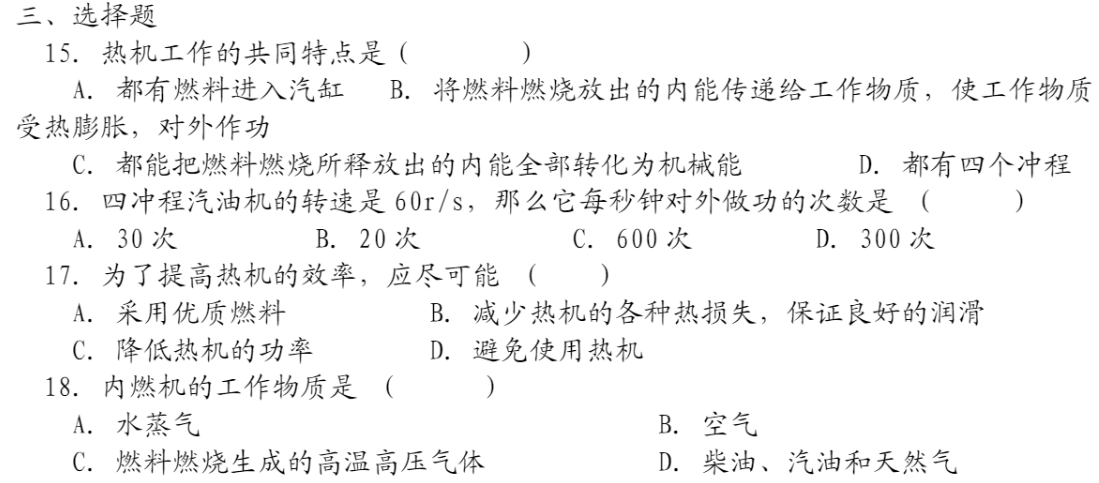 三、选择题
15. 热机工作的共同特点是（ ）
A. 都有燃料进入汽缸 B. 将燃料燃烧放出的内能传递给工作物质，使工作物质
受热膨胀，对外作功
C. 都能把燃料燃烧所释放出的内能全部转化为机械能 D. 都有四个冲程
16. 四冲程汽油机的转速是 60r/s，那么它每秒钟对外做功的次数是 （ ）
A. 30 次 B. 20 次 C. 600 次 D. 300 次
17. 为了提高热机的效率，应尽可能 （ ）
A. 采用优质燃料 B. 减少热机的各种热损失，保证良好的润滑
C. 降低热机的功率 D. 避免使用热机
18. 内燃机的工作物质是 （ ）
A. 水蒸气 B. 空气
C. 燃料燃烧生成的高温高压气体 D. 柴油、汽油和天然气